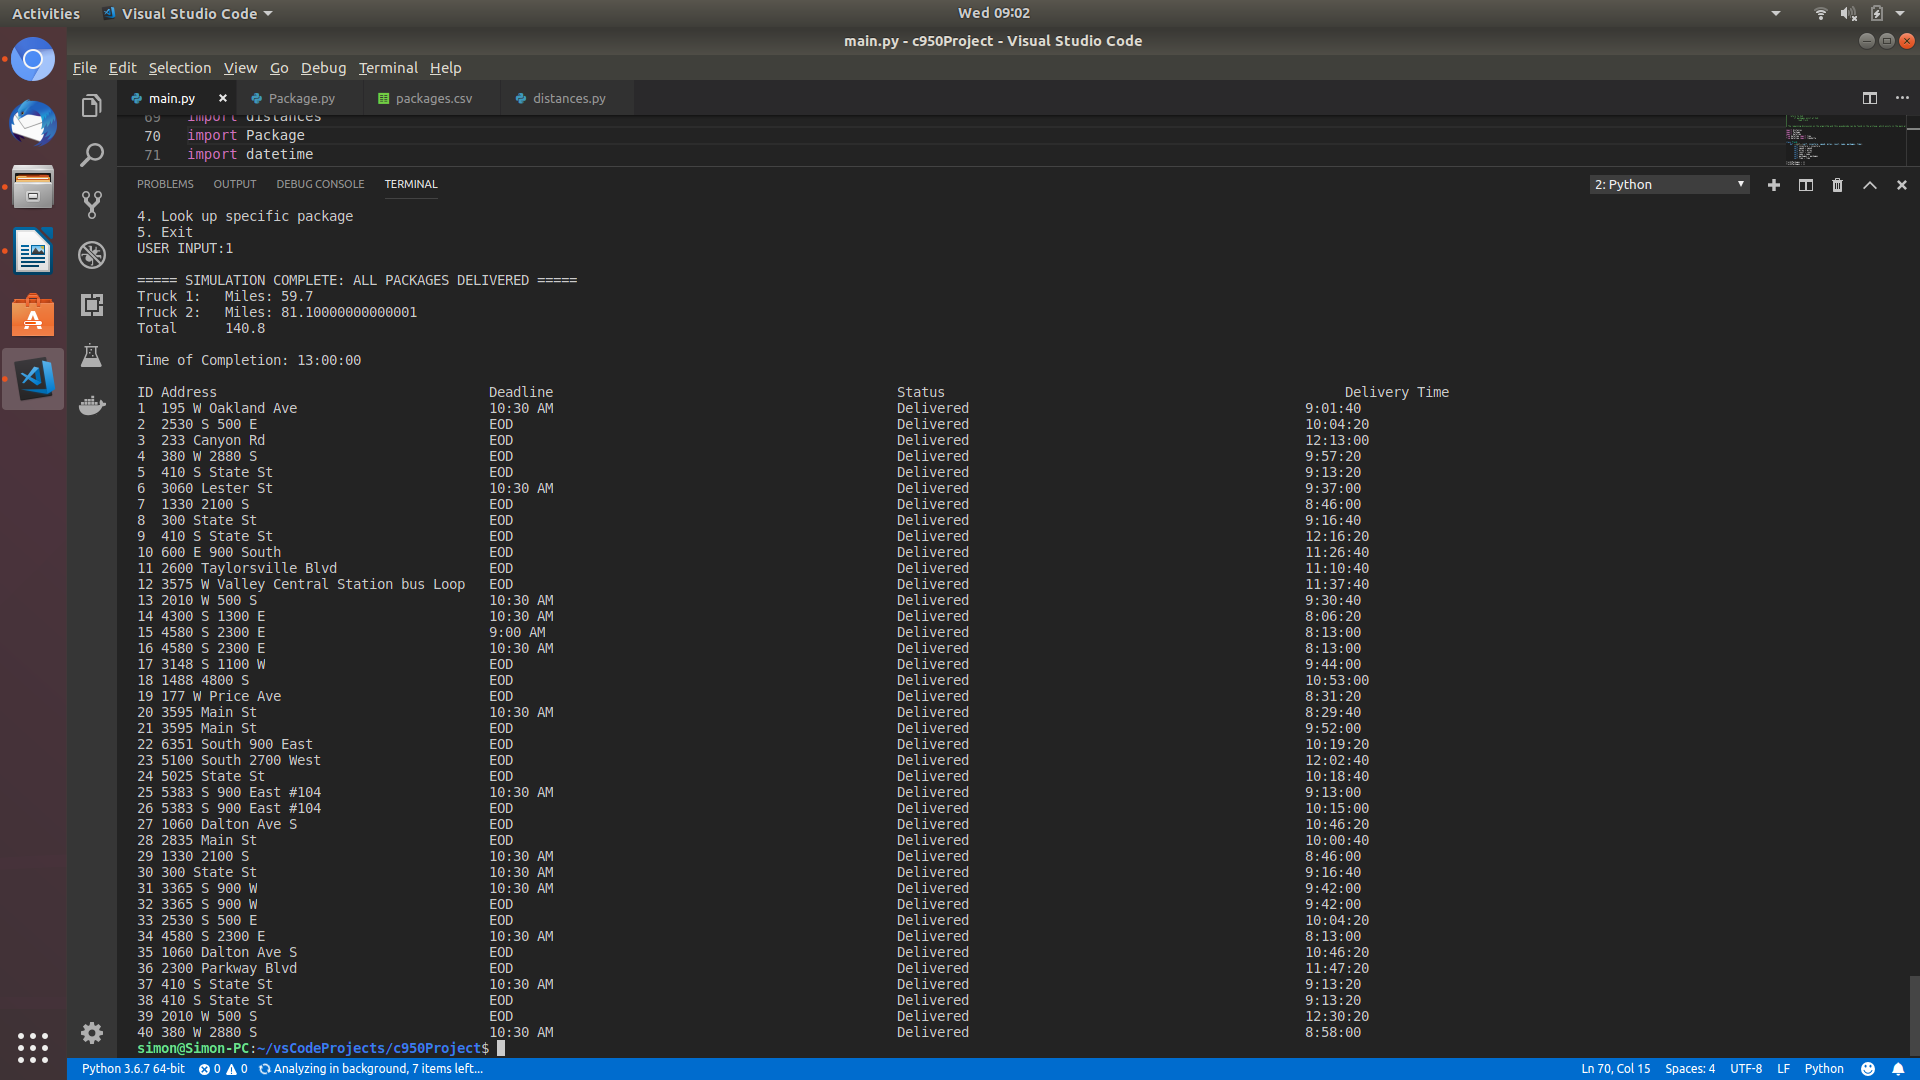 Activities Visual Studio Code Wed 09:02
main.py - c950Project - Visual Studio Code
File Edit Selection View Go Debug Terminal Help
main.py Package.py packages.csv distances.py
69 import distances
70 import Package
71 import datetime
PROBLEMS OUTPUT DEBUG CONSOLE TERMINAL 2: Python
4. Look up specific package
5. Exit
USER INPUT:1
===== SIMULATION COMPLETE: ALL PACKAGES DELIVERED =====
Truck 1: Miles: 59.7
Truck 2: Miles: 81.10000000000001
Total 140.8
Time of Completion: 13:00:00
ID Address Deadline Status Delivery Time
1 195 W Oakland Ave 10:30 AM Delivered 9:01:40
2 2530 S 500 E EOD Delivered 10:04:20
3 233 Canyon Rd EOD Delivered 12:13:00
4 380 W 2880 S EOD Delivered 9:57:20
5 410 S State St EOD Delivered 9:13:20
6 3060 Lester St 10:30 AM Delivered 9:37:00
7 1330 2100 S EOD Delivered 8:46:00
8 300 State St EOD Delivered 9:16:40
9 410 S State St EOD Delivered 12:16:20
10 600 E 900 South EOD Delivered 11:26:40
11 2600 Taylorsville Blvd EOD Delivered 11:10:40
12 3575 W Valley Central Station bus Loop EOD Delivered 11:37:40
13 2010 W 500 S 10:30 AM Delivered 9:30:40
14 4300 S 1300 E 10:30 AM Delivered 8:06:20
15 4580 S 2300 E 9:00 AM Delivered 8:13:00
16 4580 S 2300 E 10:30 AM Delivered 8:13:00
17 3148 S 1100 W EOD Delivered 9:44:00
18 1488 4800 S EOD Delivered 10:53:00
19 177 W Price Ave EOD Delivered 8:31:20
20 3595 Main St 10:30 AM Delivered 8:29:40
21 3595 Main St EOD Delivered 9:52:00
22 6351 South 900 East EOD Delivered 10:19:20
23 5100 South 2700 West EOD Delivered 12:02:40
24 5025 State St EOD Delivered 10:18:40
25 5383 S 900 East #104 10:30 AM Delivered 9:13:00
26 5383 S 900 East #104 EOD Delivered 10:15:00
27 1060 Dalton Ave S EOD Delivered 10:46:20
28 2835 Main St EOD Delivered 10:00:40
29 1330 2100 S 10:30 AM Delivered 8:46:00
30 300 State St 10:30 AM Delivered 9:16:40
31 3365 S 900 W 10:30 AM Delivered 9:42:00
32 3365 S 900 W EOD Delivered 9:42:00
33 2530 S 500 E EOD Delivered 10:04:20
34 4580 S 2300 E 10:30 AM Delivered 8:13:00
35 1060 Dalton Ave S EOD Delivered 10:46:20
36 2300 Parkway Blvd EOD Delivered 11:47:20
37 410 S State St 10:30 AM Delivered 9:13:20
38 410 S State St EOD Delivered 9:13:20
39 2010 W 500 S EOD Delivered 12:30:20
40 380 W 2880 S 10:30 AM Delivered 8:58:00
simon@Simon-PC:~/vsCodeProjects/c950Project$
Python 3.6.7 64-bit 0 0 Analyzing in background, 7 items left... Ln 70, Col 15 Spaces: 4 UTF-8 LF Python